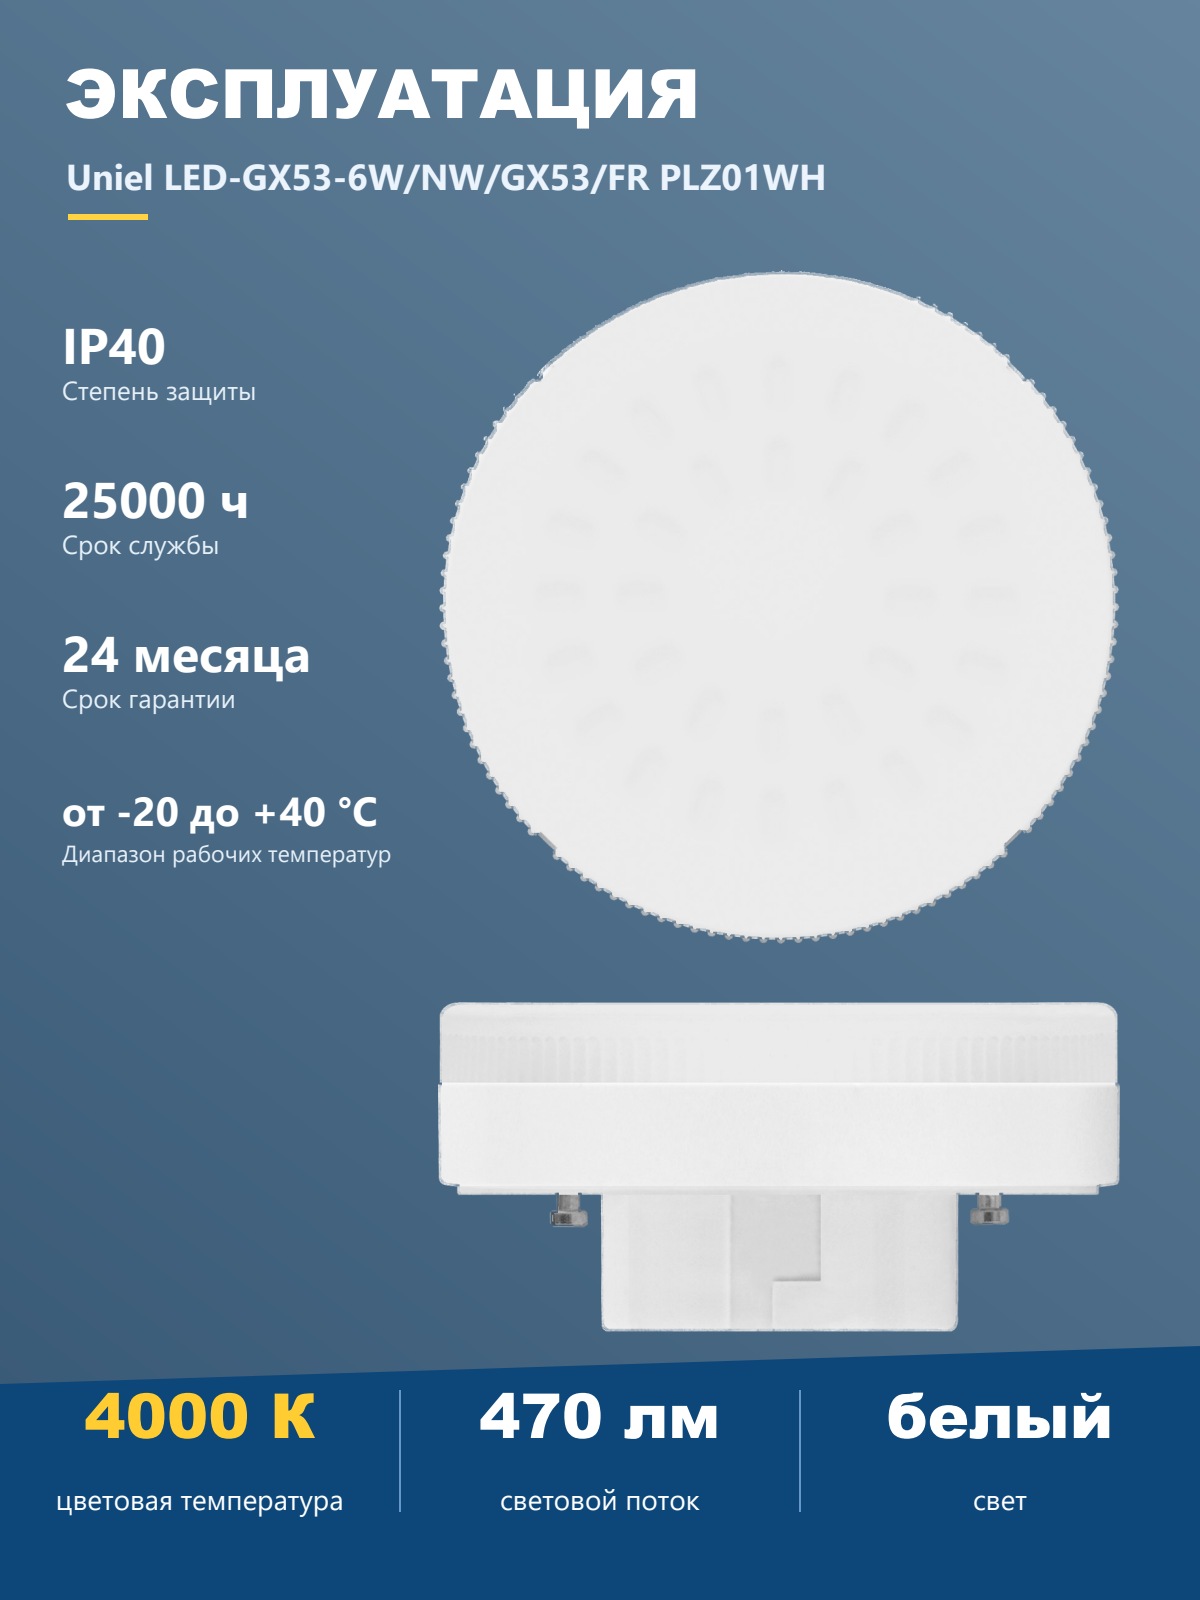 ЭКСПЛУАТАЦИЯ
Uniel LED-GX53-6W/NW/GX53/FR PLZ01WH
IP40
Степень защиты
25000 ч
Срок службы
24 месяца
Срок гарантии
от -20 до +40 °C
Диапазон рабочих температур
4000 К
цветовая температура
470 лм
световой поток
белый
свет